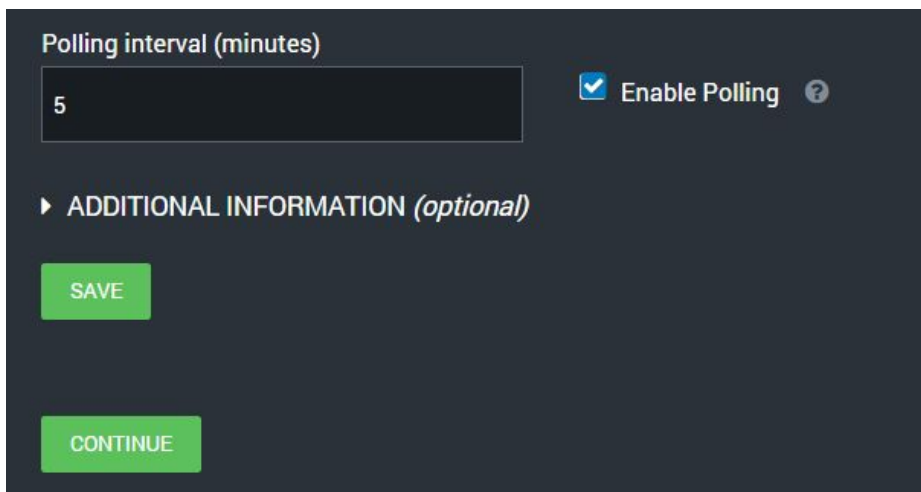 Polling interval (minutes)
5
Enable Polling
ADDITIONAL INFORMATION (optional)
SAVE
CONTINUE